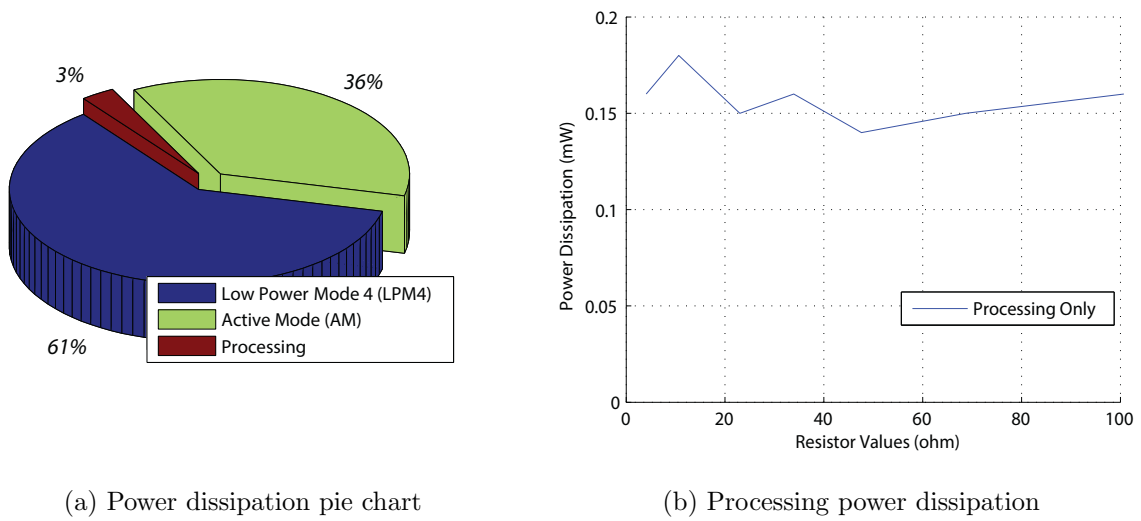 3%
36%
61%
Low Power Mode 4 (LPM4)
Active Mode (AM)
Processing
(a) Power dissipation pie chart
0.2
0.15
0.1
0.05
0
Power Dissipation (mW)
Processing Only
0 20 40 60 80 100
Resistor Values (ohm)
(b) Processing power dissipation